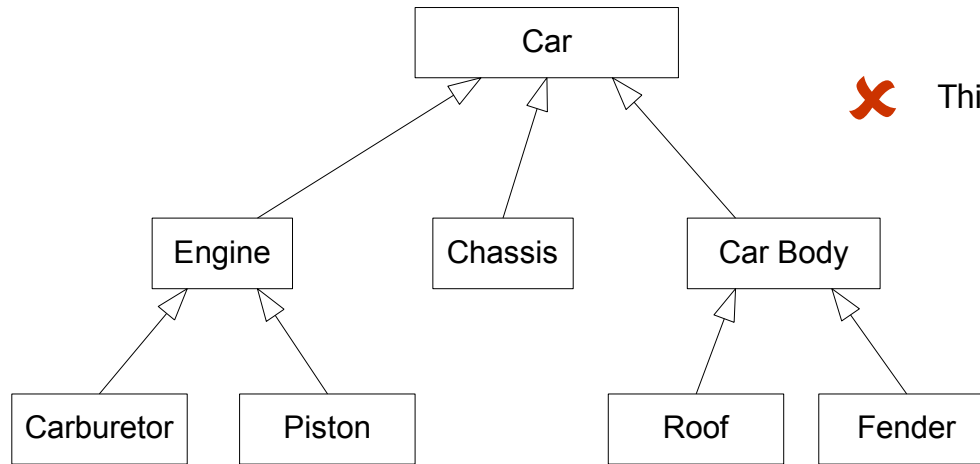 Car
Thi
Engine
Chassis
Car Body
Carburetor
Piston
Roof
Fender